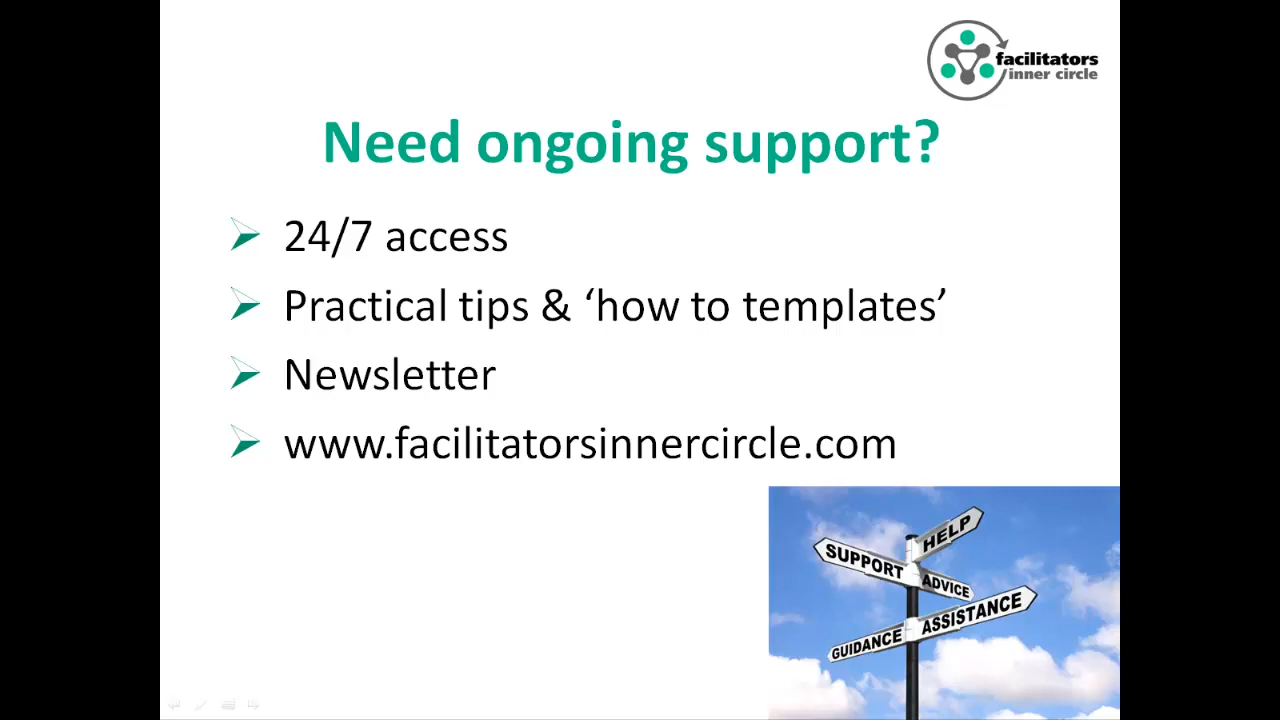 facilitators
inner circle
Need ongoing support?
24/7 access
Practical tips & ‘how to templates’
Newsletter
www.facilitatorsinnercircle.com
HELP
SUPPORT
ADVICE
ASSISTANCE
GUIDANCE